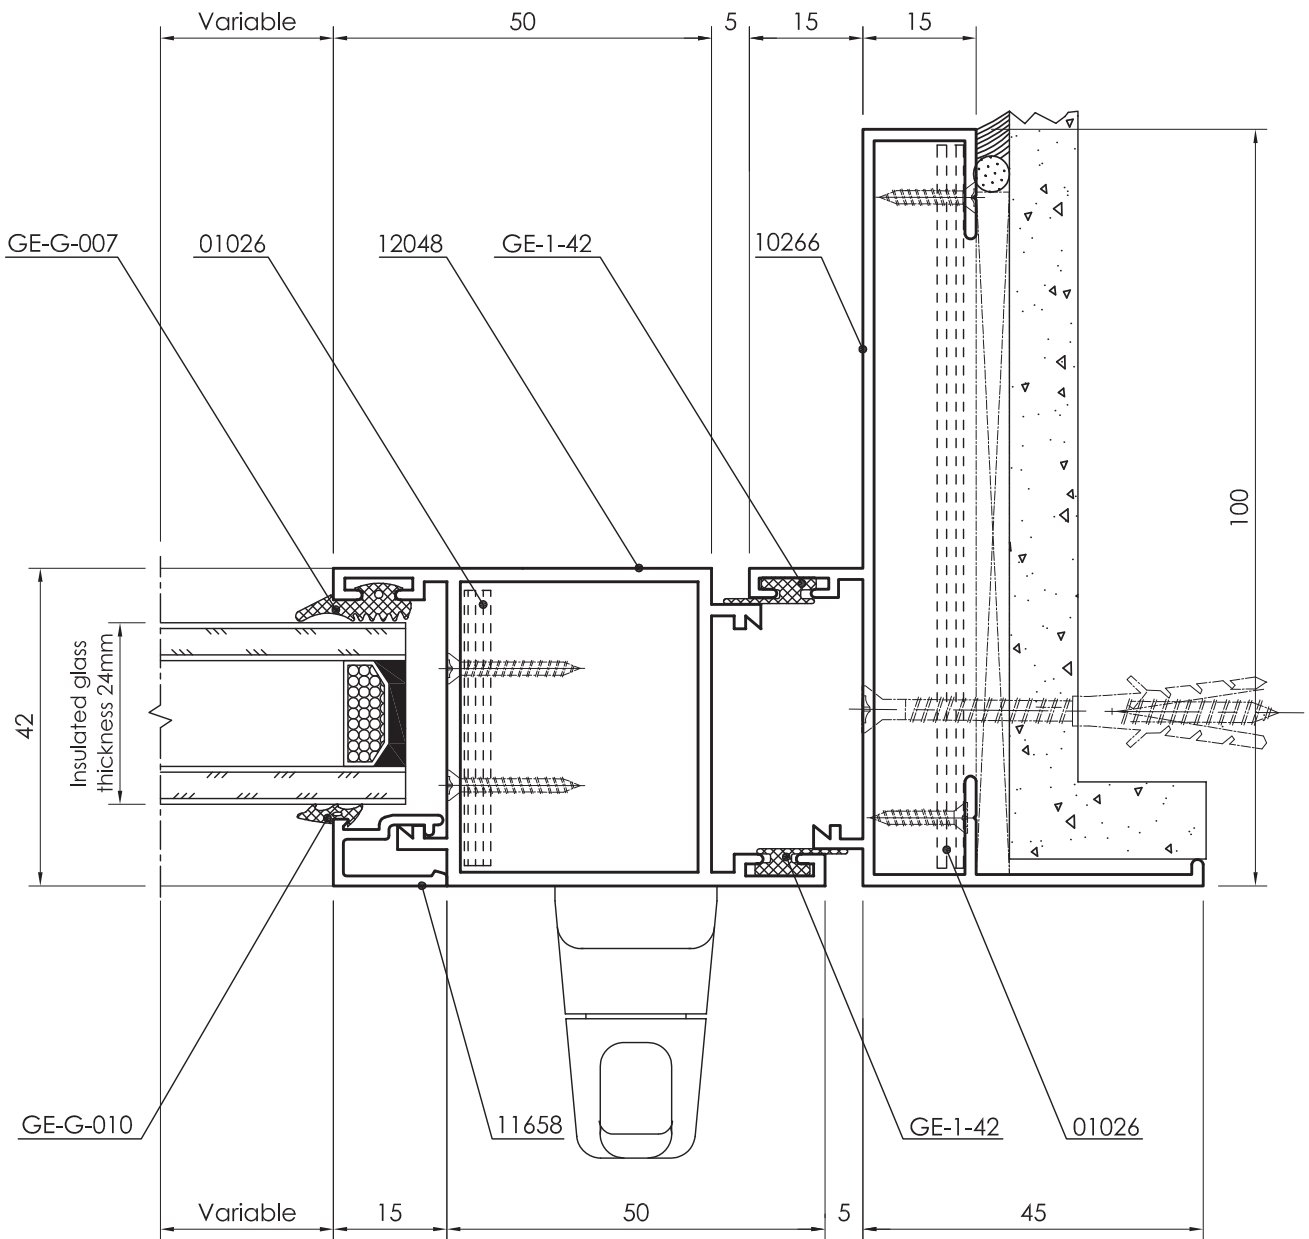 Variable 50 5 15 15
GE-G-007 01026 12048 GE-1-42 10266
100
42
Insulated glass
thickness 24mm
GE-G-010 11658 GE-1-42 01026
Variable 15 50 5 45